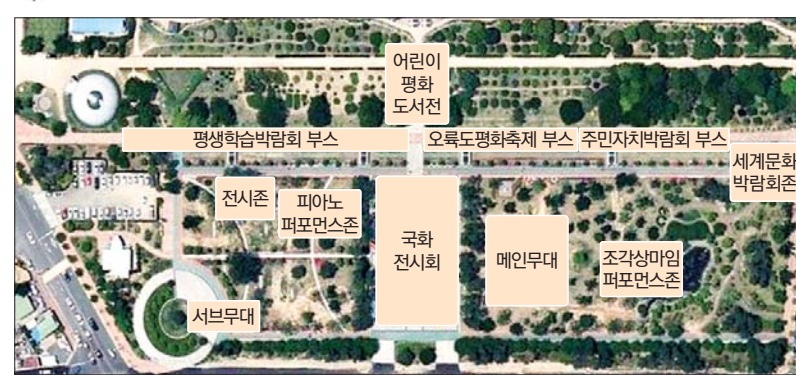 어린이
평화
도서전
평생학습박람회 부스
오륙도평화축제 부스
주민자치박람회 부스
세계문화
박람회존
전시존
피아노
퍼포먼스존
국화
전시회
메인무대
조각상마임
퍼포먼스존
서브무대